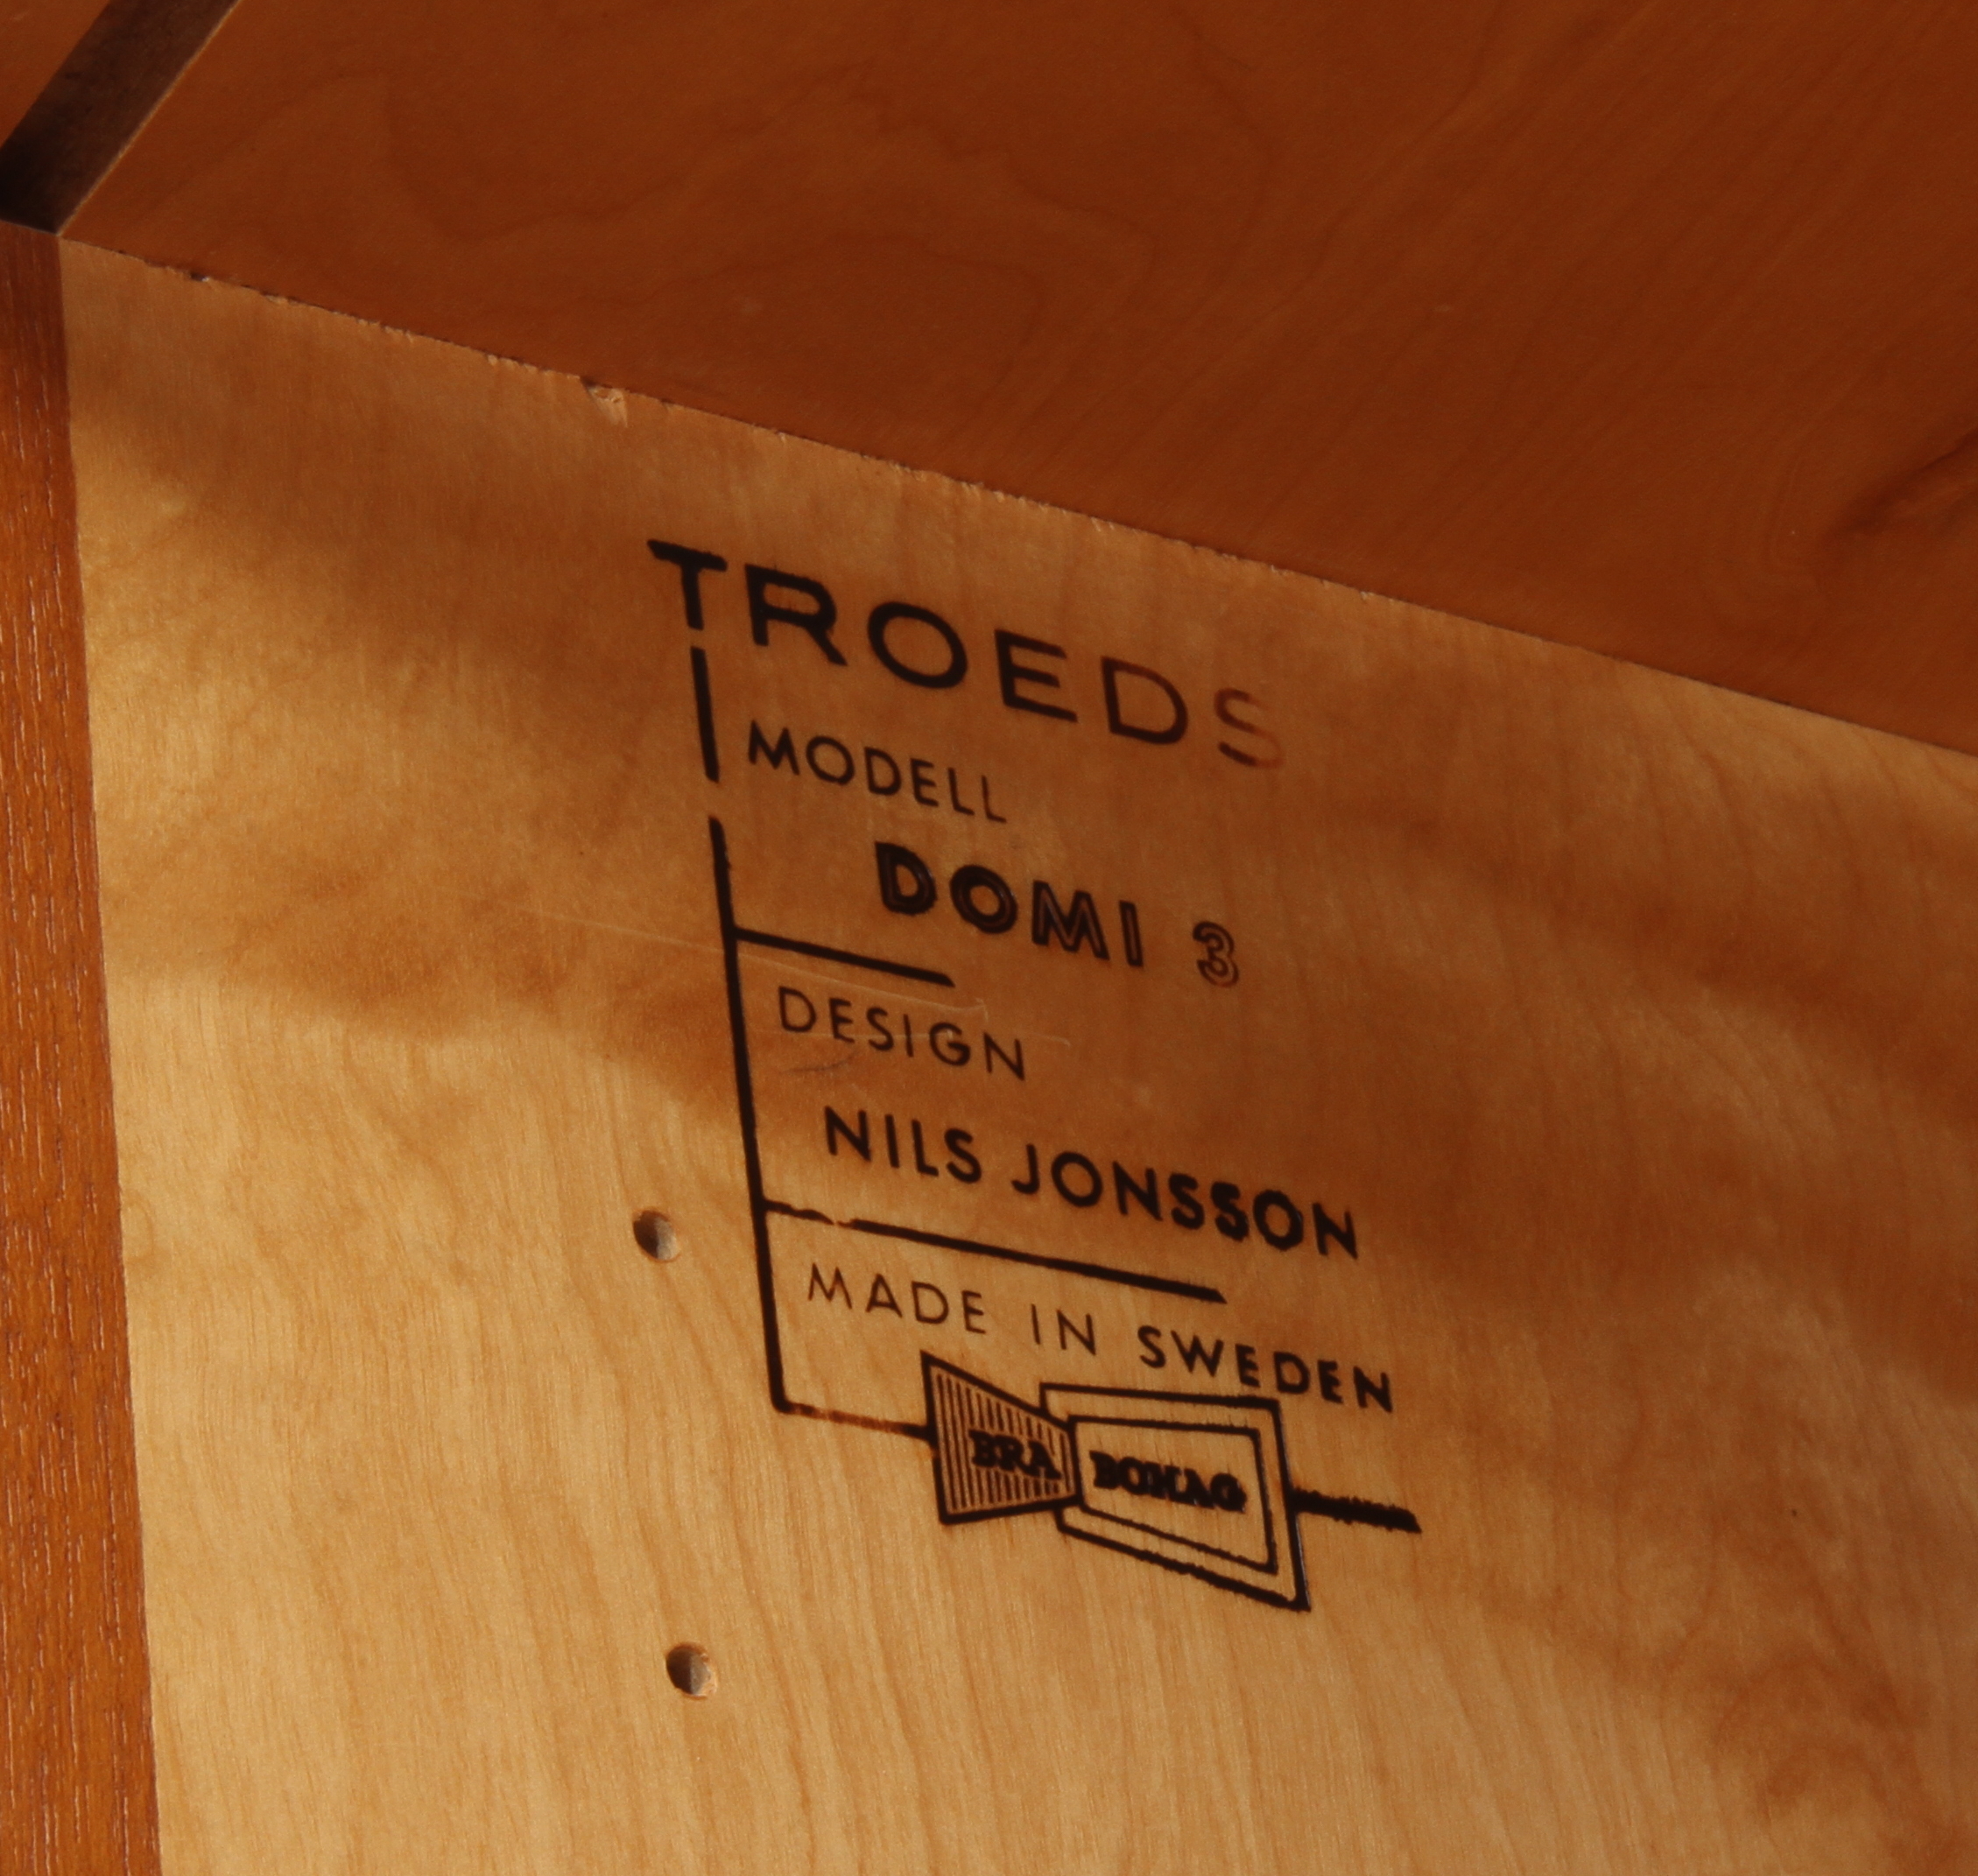 TROEDS
MODELL
DOMI 3
DESIGN
NILS JONSSON
MADE IN SWEDEN
BRA BOHAG